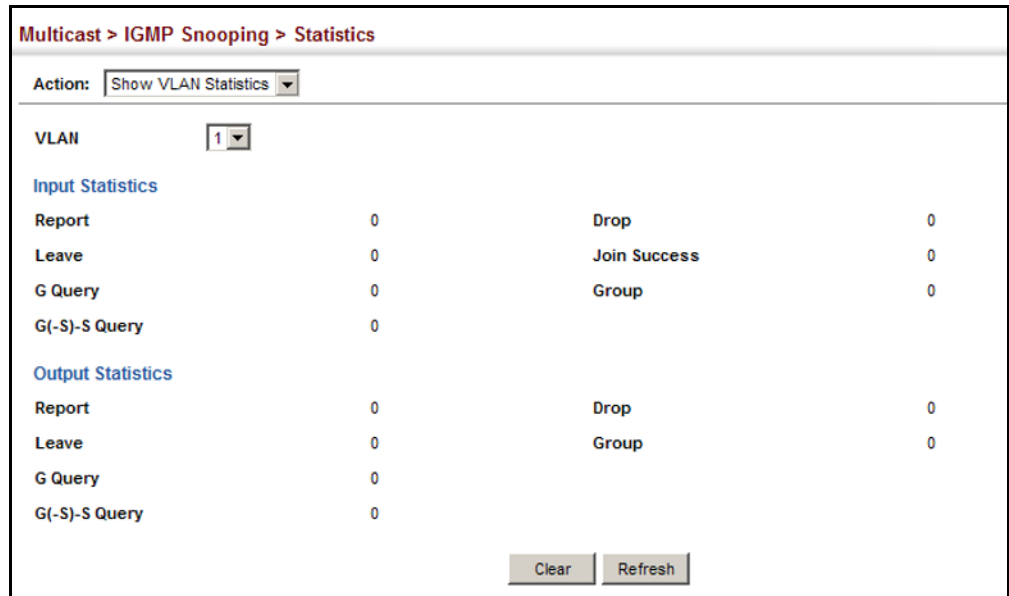 Multicast > IGMP Snooping > Statistics
Action: Show VLAN Statistics
VLAN 1
Input Statistics
Report 0 Drop 0
Leave 0 Join Success 0
G Query 0 Group 0
G(-S)-S Query 0
Output Statistics
Report 0 Drop 0
Leave 0 Group 0
G Query 0
G(-S)-S Query 0
Clear Refresh